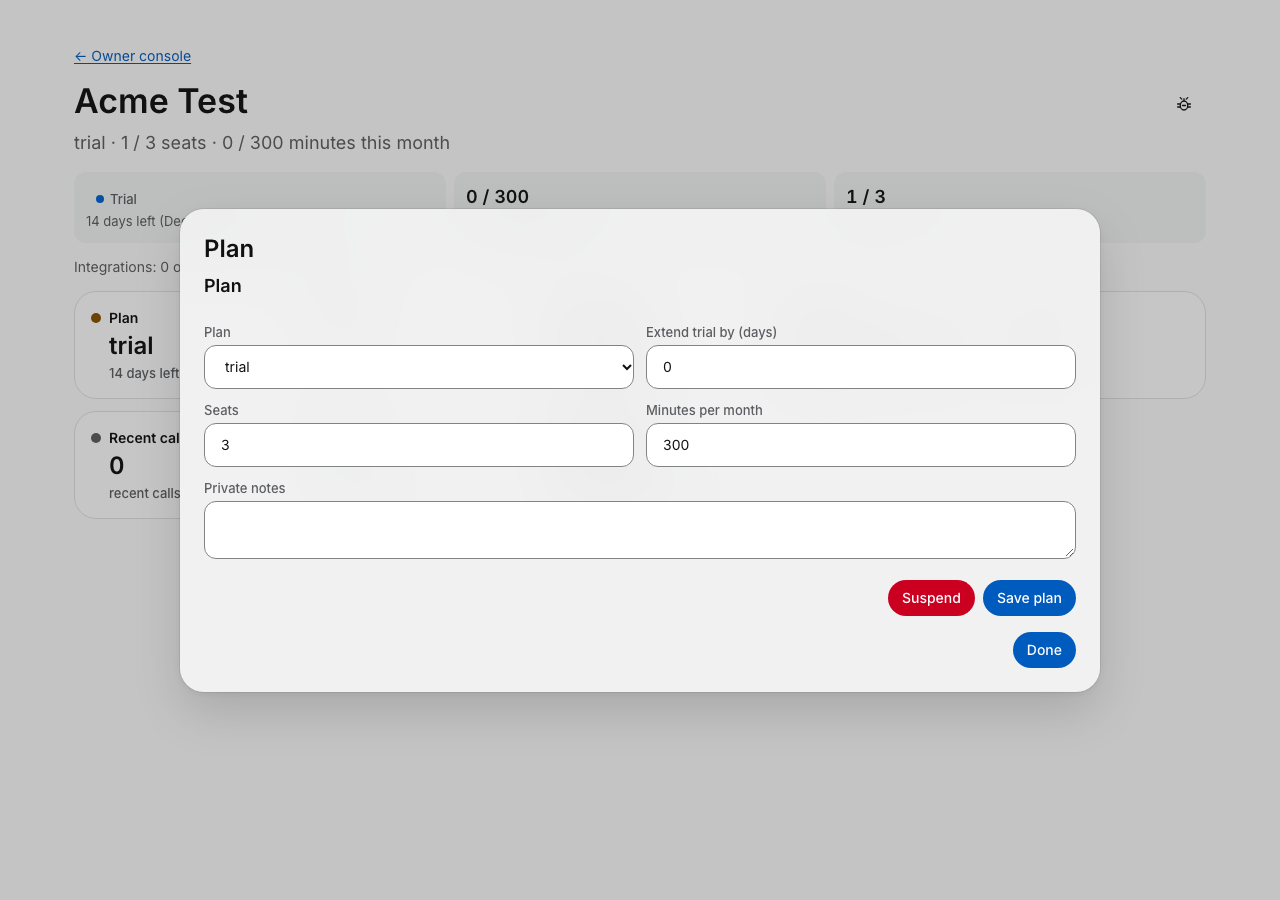 ← Owner console
Acme Test
trial · 1 / 3 seats · 0 / 300 minutes this month
Trial
14 days left (Dec
0 / 300
1 / 3
Integrations: 0 o
Plan
trial
14 days left
Recent cal
0
recent calls
Plan
Plan
Plan
Extend trial by (days)
trial
0
Seats
Minutes per month
3
300
Private notes
Suspend
Save plan
Done